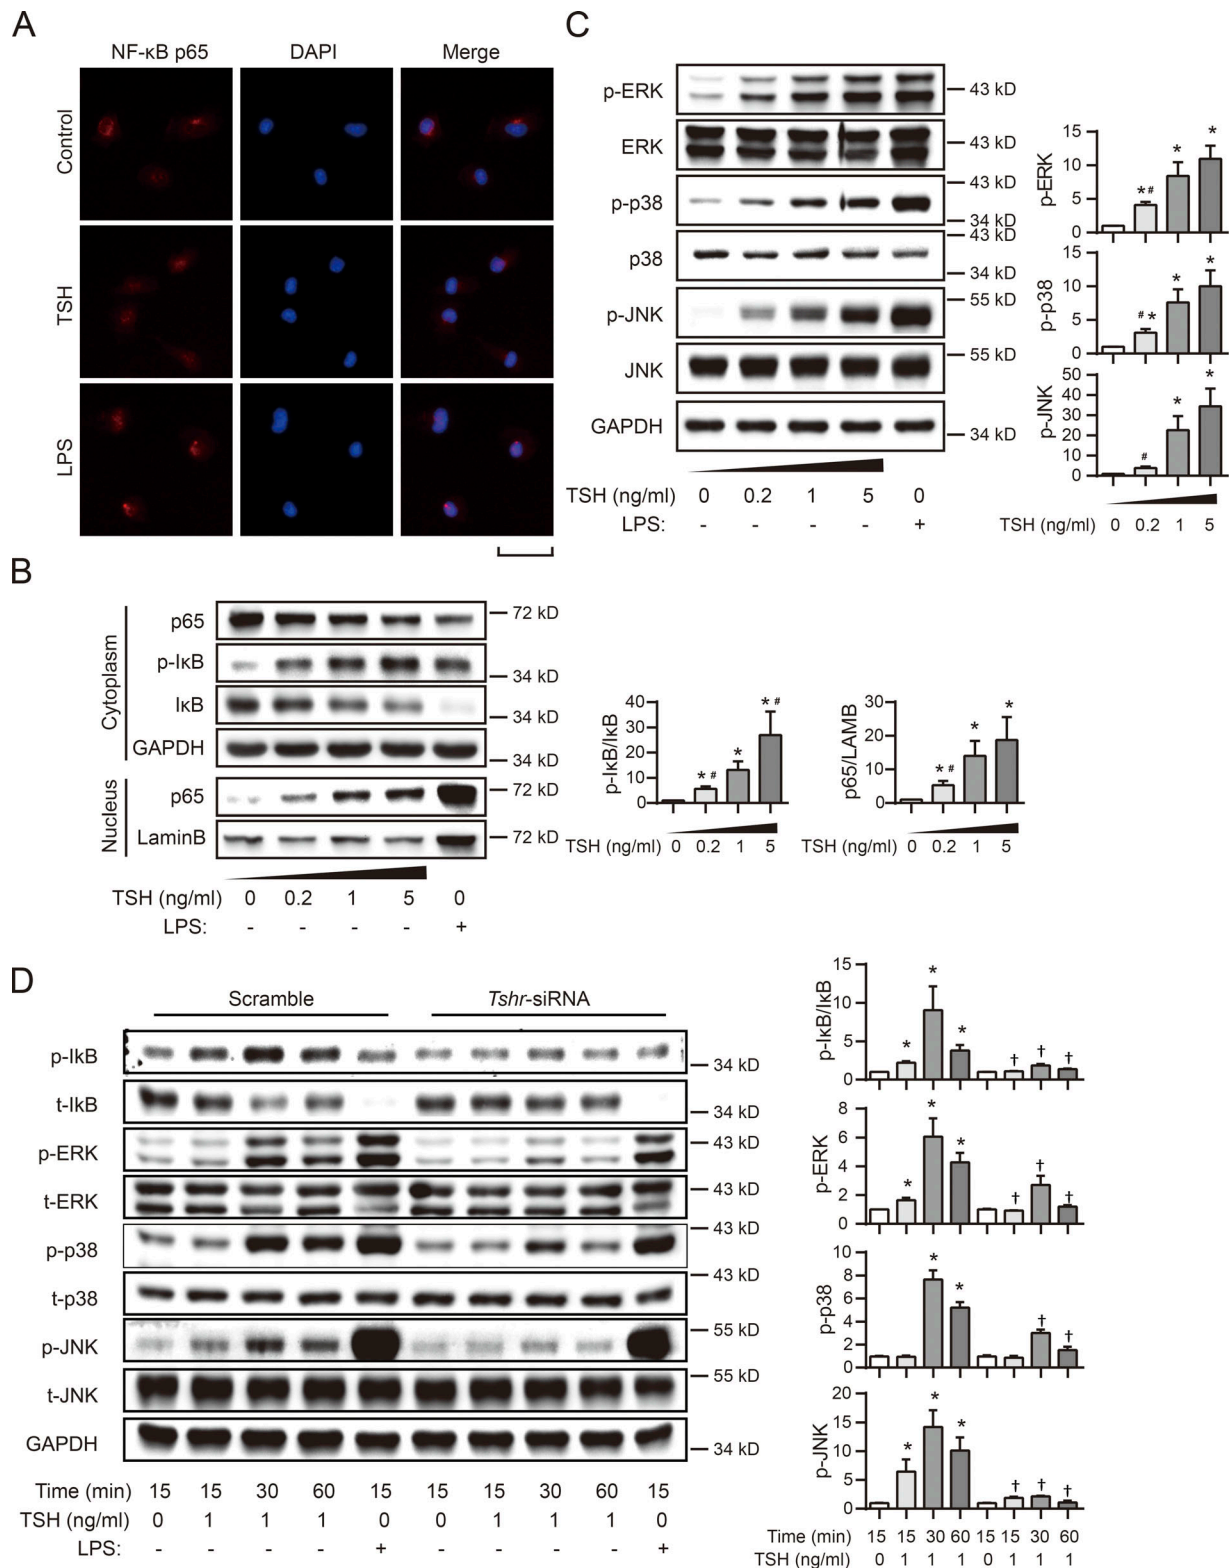 A
NF-κB p65 DAPI Merge
Control
TSH
LPS
B
Cytoplasm
p65
72 kD
p-IκB
34 kD
IκB
34 kD
GAPDH
34 kD
Nucleus
p65
72 kD
LaminB
72 kD
TSH (ng/ml) 0 0.2 1 5 0
LPS: - - - - +
p-IκB/IκB
40
30
20
10
0
* #
*
* #
TSH (ng/ml) 0 0.2 1 5
p65/LAMB
30
20
10
0
* #
*
*
TSH (ng/ml) 0 0.2 1 5
C
p-ERK
43 kD
ERK
43 kD
p-p38
43 kD
34 kD
p38
43 kD
34 kD
p-JNK
55 kD
JNK
55 kD
GAPDH
34 kD
TSH (ng/ml) 0 0.2 1 5 0
LPS: - - - - +
p-ERK
15
10
5
0
* #
*
*
p-p38
15
10
5
0
# *
*
*
p-JNK
50
40
30
20
10
0
#
*
*
TSH (ng/ml) 0 0.2 1 5
D
Scramble Tshr-siRNA
p-IkB
34 kD
t-IkB
34 kD
p-ERK
43 kD
t-ERK
43 kD
p-p38
43 kD
t-p38
43 kD
p-JNK
55 kD
t-JNK
55 kD
GAPDH
34 kD
Time (min) 15 15 30 60 15 15 15 30 60 15
TSH (ng/ml) 0 1 1 1 0 0 1 1 1 0
LPS: - - - - + - - - - +
p-IkB/IkB
15
10
5
0
* * * † † †
p-ERK
8
6
4
2
0
* * * † † †
p-p38
10
8
6
4
2
0
* * † †
p-JNK
20
15
10
5
0
* * * † † †
Time (min) 15 15 30 60 15 15 30 60
TSH (ng/ml) 0 1 1 1 0 1 1 1